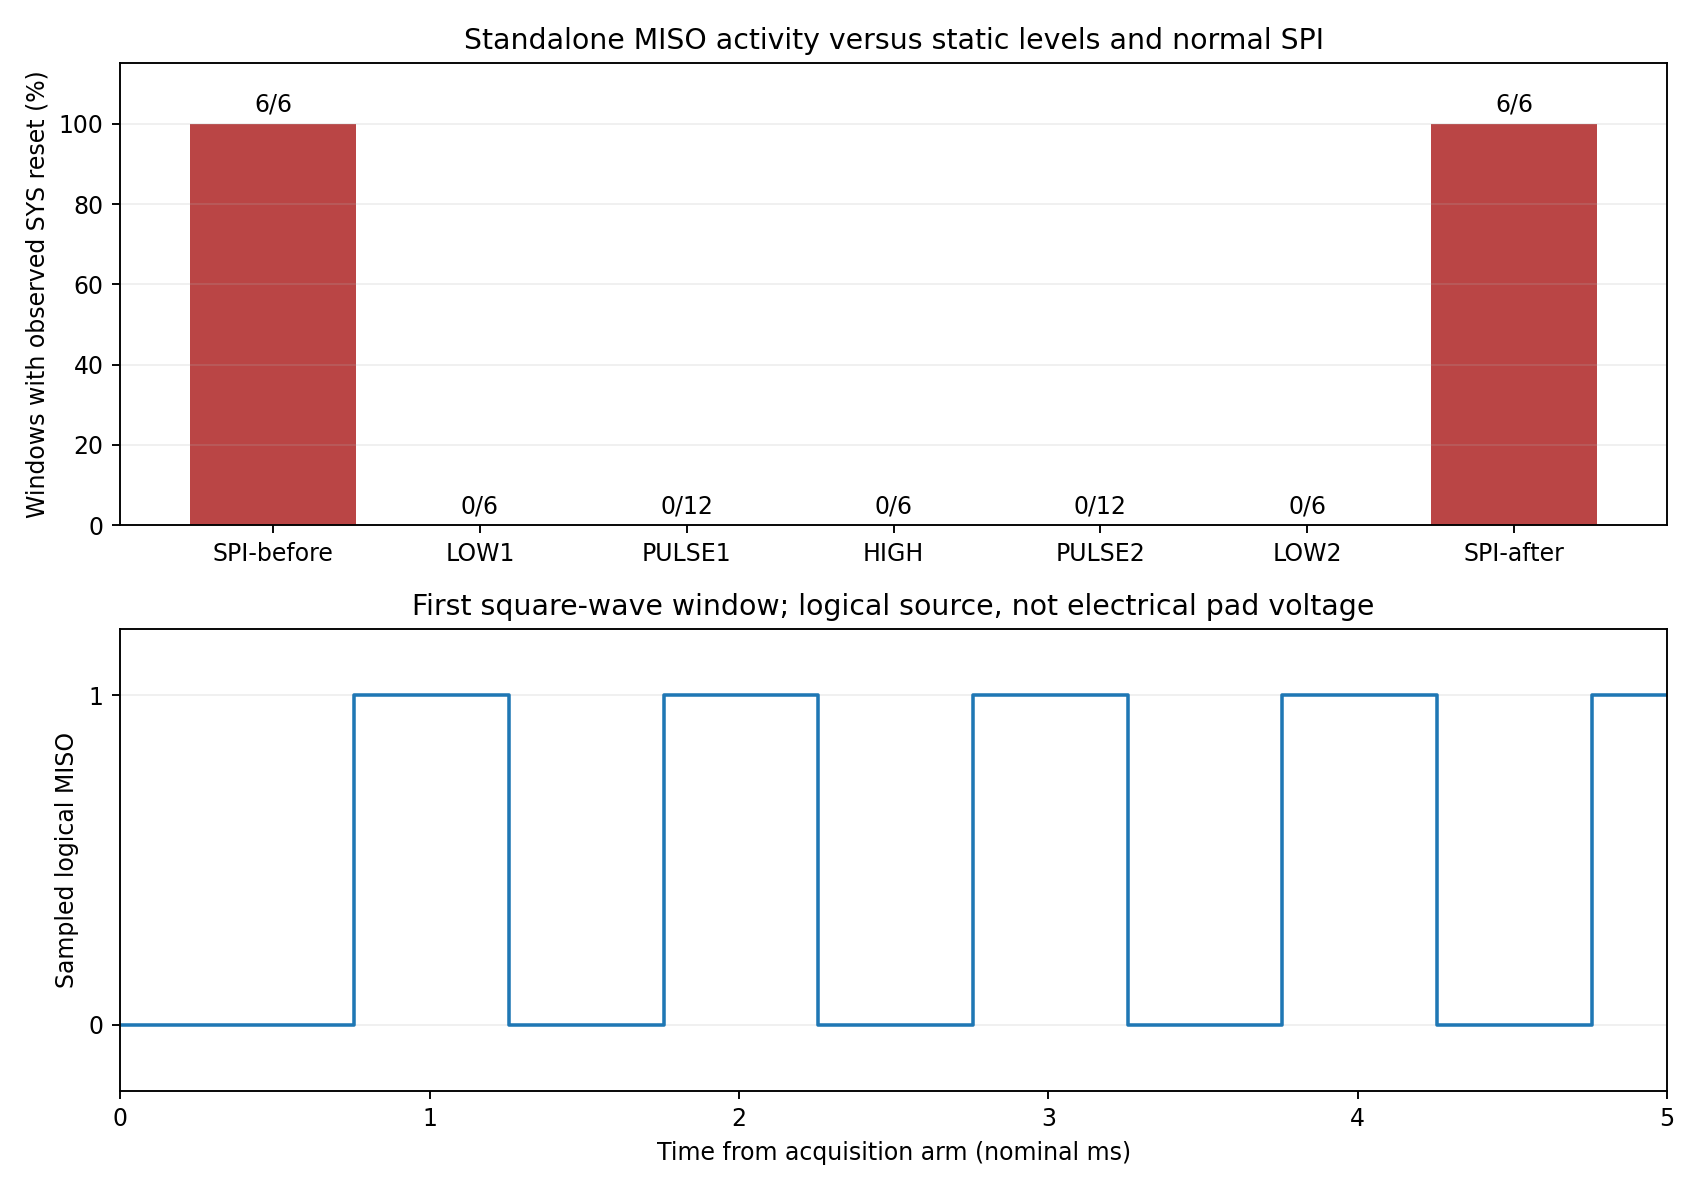 Standalone MISO activity versus static levels and normal SPI
Windows with observed SYS reset (%)
100
80
60
40
20
0
6/6
0/6
0/12
0/6
0/12
0/6
6/6
SPI-before
LOW1
PULSE1
HIGH
PULSE2
LOW2
SPI-after
First square-wave window; logical source, not electrical pad voltage
Sampled logical MISO
1
0
0
1
2
3
4
5
Time from acquisition arm (nominal ms)